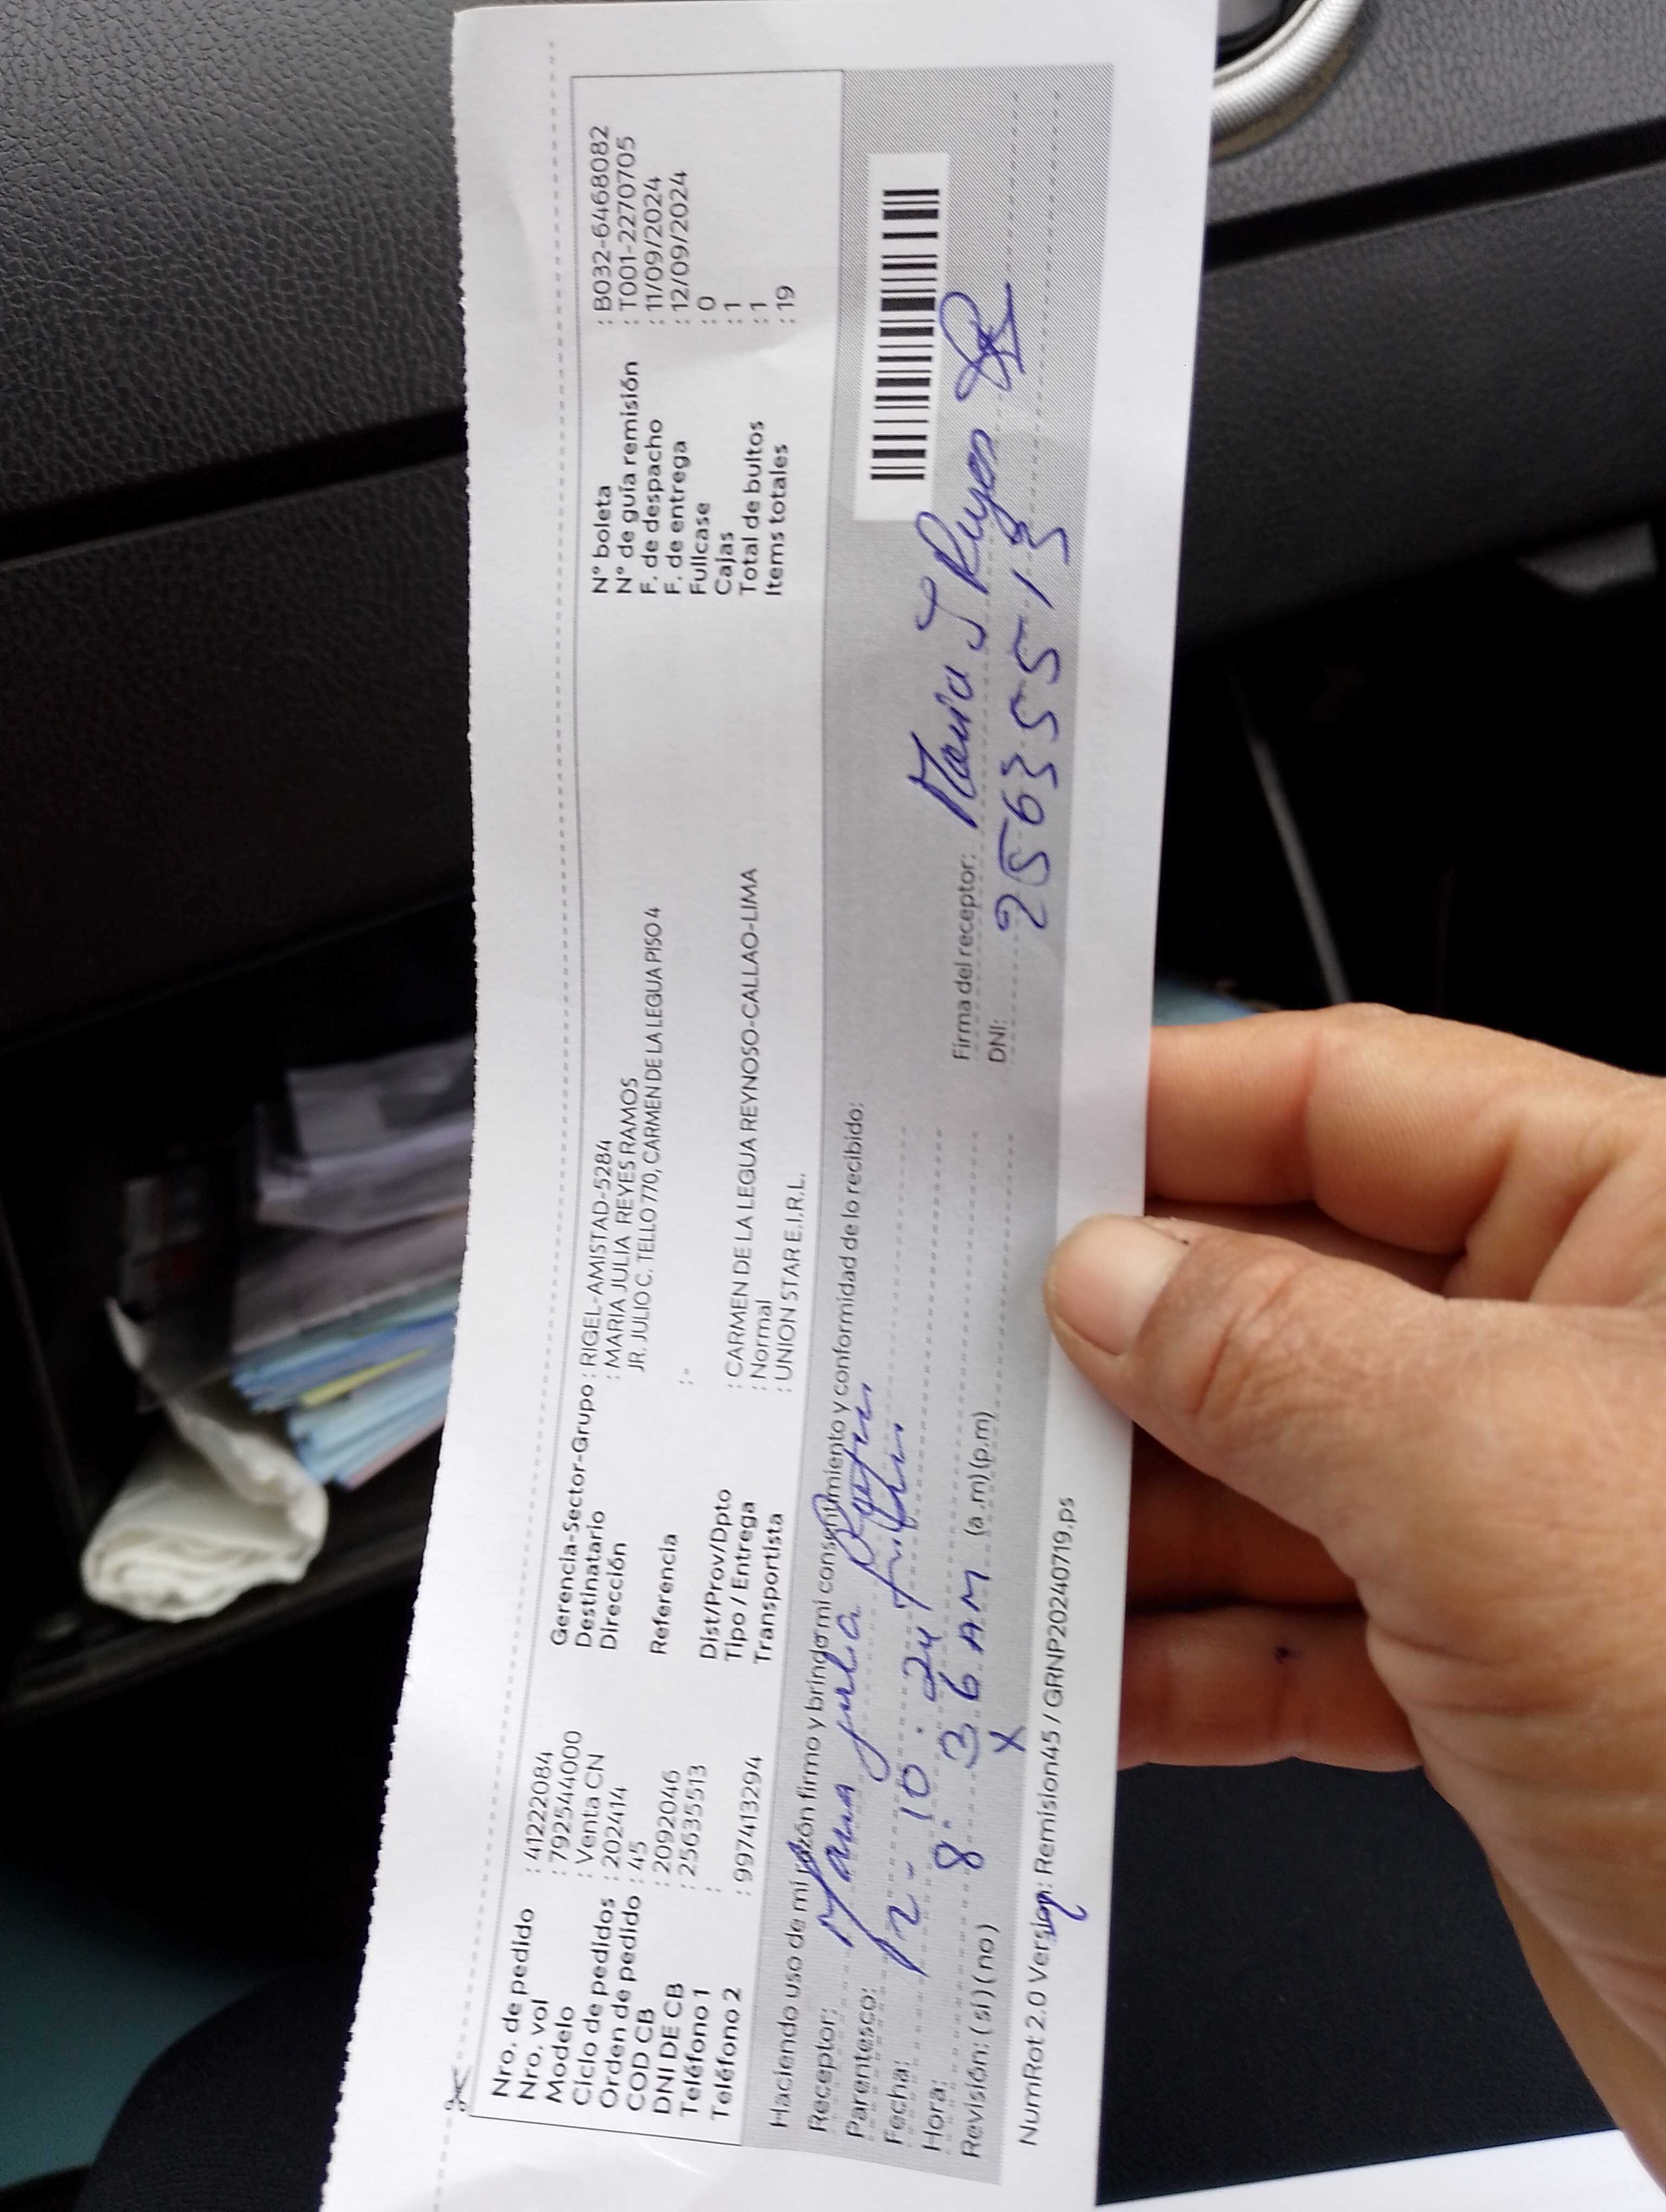 Nro. de pedido : 41222084
Nro. vol : 792544000
Modelo : Venta CN
Ciclo de pedidos : 202414
Orden de pedido : 45
COD CB : 2092046
DNI DE CB : 25635513
Teléfono 1 :
Teléfono 2 : 997413294
Gerencia-Sector-Grupo : RIGEL-AMISTAD-5284
Destinatario : MARIA JULIA REYES RAMOS
Dirección JR. JULIO C. TELLO 770, CARMEN DE LA LEGUA PISO 4
Referencia : -
Dist/Prov/Dpto : CARMEN DE LA LEGUA REYNOSO-CALLAO-LIMA
Tipo / Entrega : Normal
Transportista : UNION STAR E.I.R.L.
N° boleta : B032-6468082
N° de guía remisión : T001-2270705
F. de despacho : 11/09/2024
F. de entrega : 12/09/2024
Fullcase : 0
Cajas : 1
Total de bultos : 1
Items totales : 19
Haciendo uso de mi razón firmo y brindo mi consentimiento y conformidad de lo recibido:
Receptor: Maria Julia
Parentesco:
Fecha: 12 - 10 . 24
Hora: 8: 36 AM (a.m) (p.m)
Revisión: (si) (no) X
Firma del receptor: Maria J Reyes
DNI: 25635513
NumRot 2.0 Version: Remision45 / GRNP20240719.ps